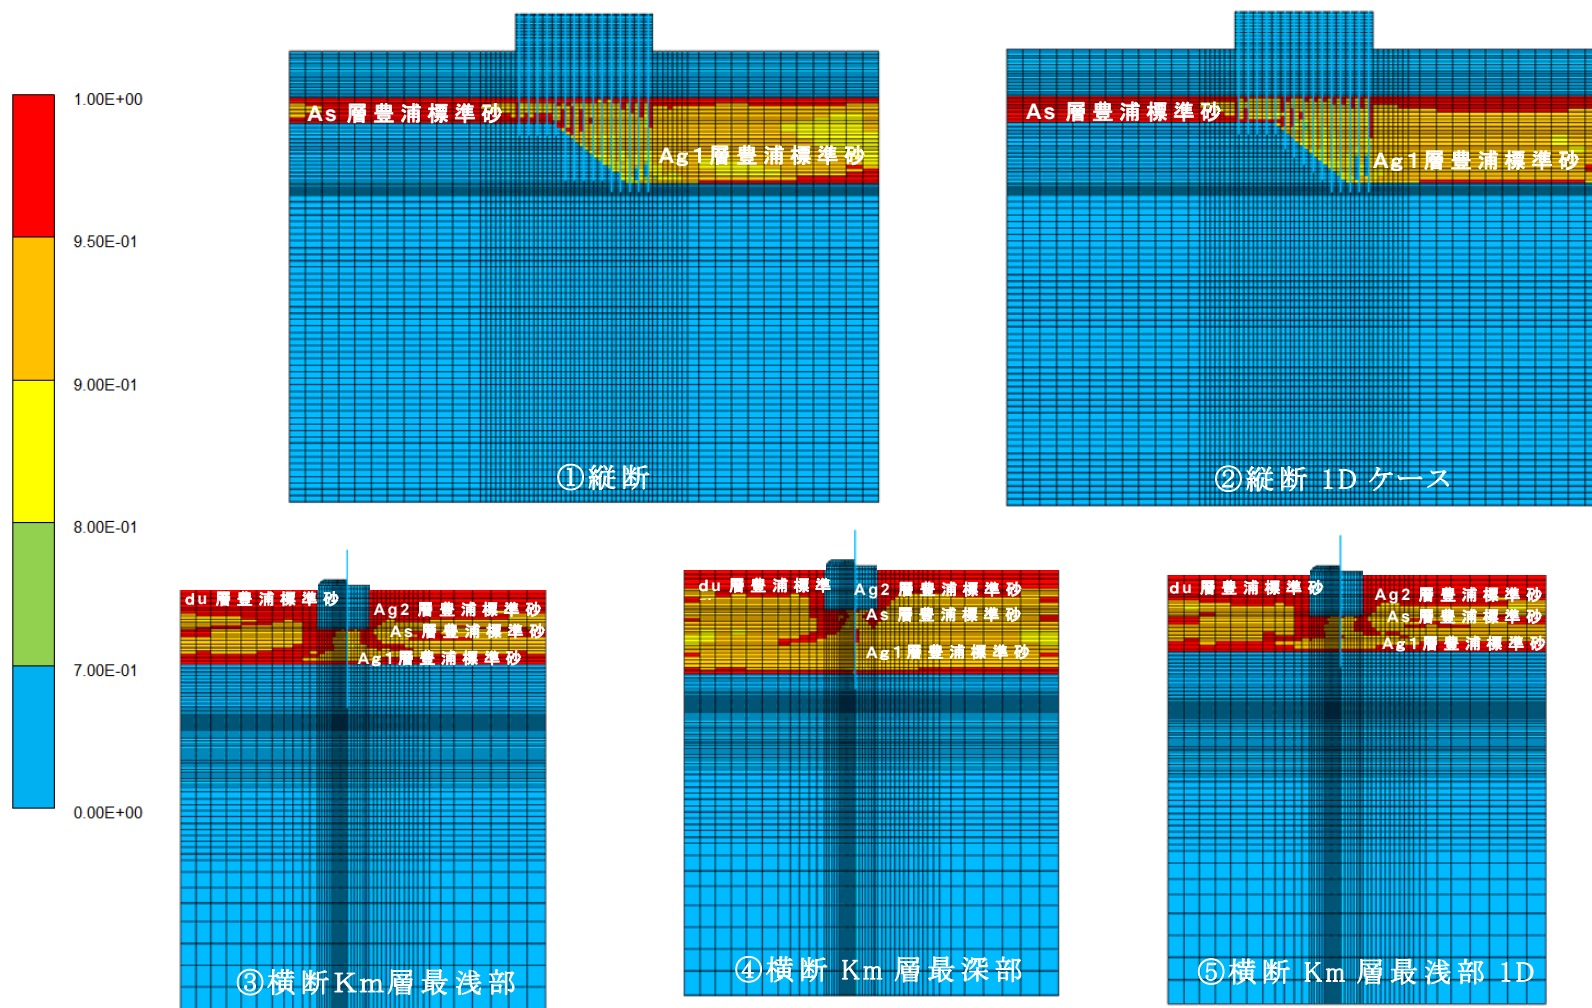 1.00E+00
9.50E-01
9.00E-01
8.00E-01
7.00E-01
0.00E+00
As 層豊浦標準砂
Ag1層豊浦標準砂
①縦断
As 層豊浦標準砂
Ag1層豊浦標準砂
②縦断 1D ケース
du 層豊浦標準砂
Ag2 層豊浦標準砂
As 層豊浦標準砂
Ag1層豊浦標準砂
③横断Km層最浅部
du 層豊浦標準
Ag2 層豊浦標準砂
As 層豊浦標準砂
Ag1層豊浦標準砂
④横断 Km 層最深部
du 層豊浦標準砂
Ag2 層豊浦標準砂
As 層豊浦標準砂
Ag1層豊浦標準砂
⑤横断 Km 層最浅部 1D